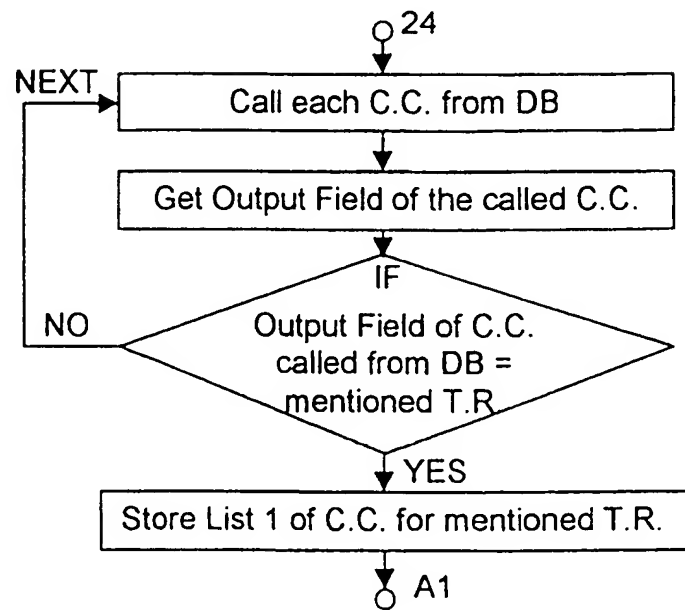 24
NEXT
Call each C.C. from DB
Get Output Field of the called C.C.
IF
NO
Output Field of C.C.
called from DB =
mentioned T.R
YES
Store List 1 of C.C. for mentioned T.R.
A1